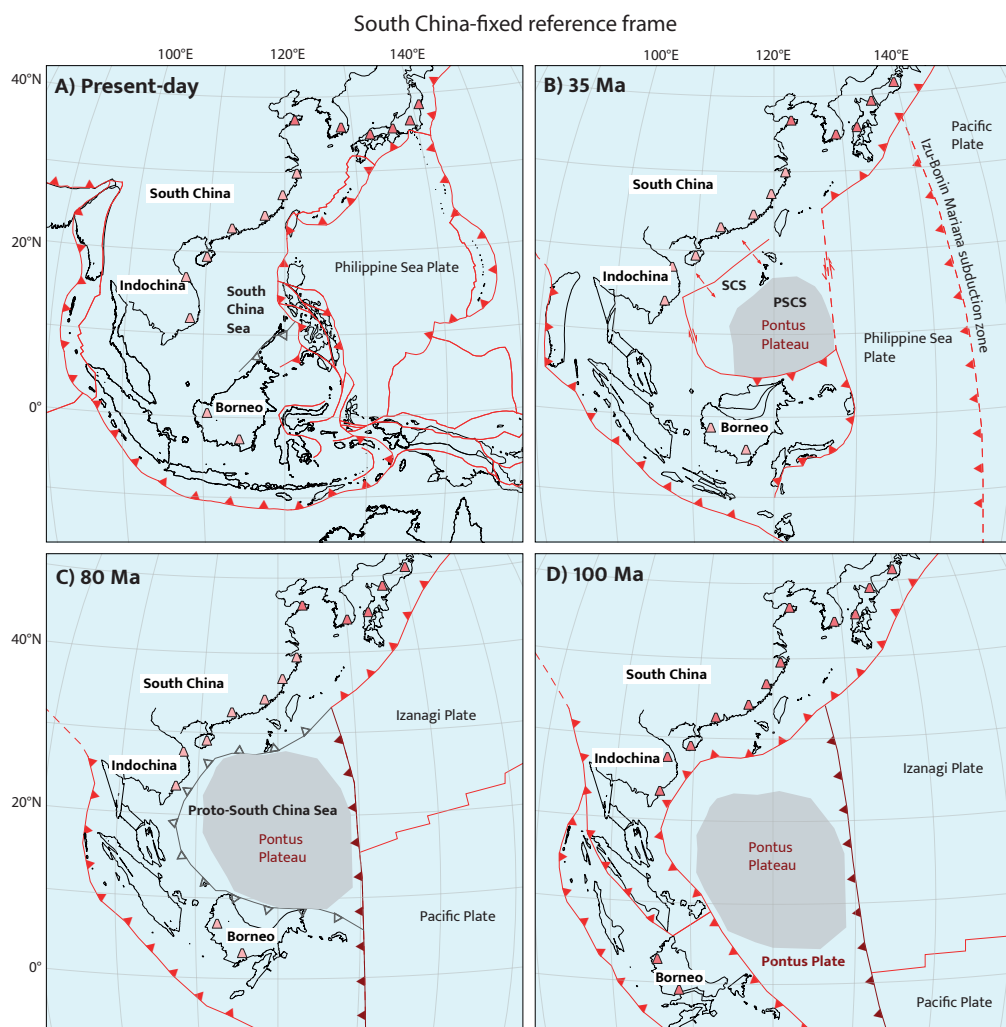 South China-fixed reference frame
100°E 120°E 140°E
100°E 120°E 140°E
40°N
20°N
0°
A) Present-day
South China
Indochina
South
China
Sea
Philippine Sea Plate
Borneo
B) 35 Ma
Pacific
Plate
Izu-Bonin Mariana subduction zone
South China
Indochina
SCS
PSCS
Pontus
Plateau
Philippine Sea
Plate
Borneo
40°N
20°N
0°
C) 80 Ma
South China
Izanagi Plate
Indochina
Proto-South China Sea
Pontus
Plateau
Pacific Plate
Borneo
D) 100 Ma
South China
Indochina
Izanagi Plate
Pontus
Plateau
Pontus Plate
Borneo
Pacific Plate